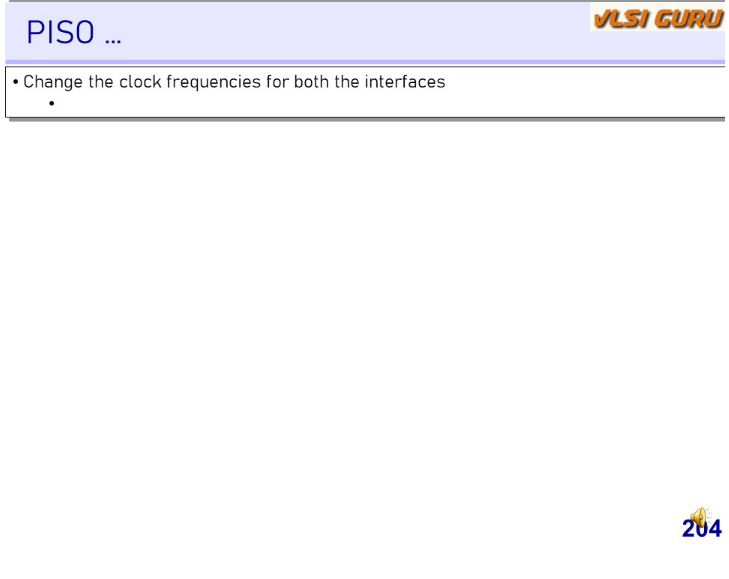 PISO ...
VLSI GURU
• Change the clock frequencies for both the interfaces
•
204